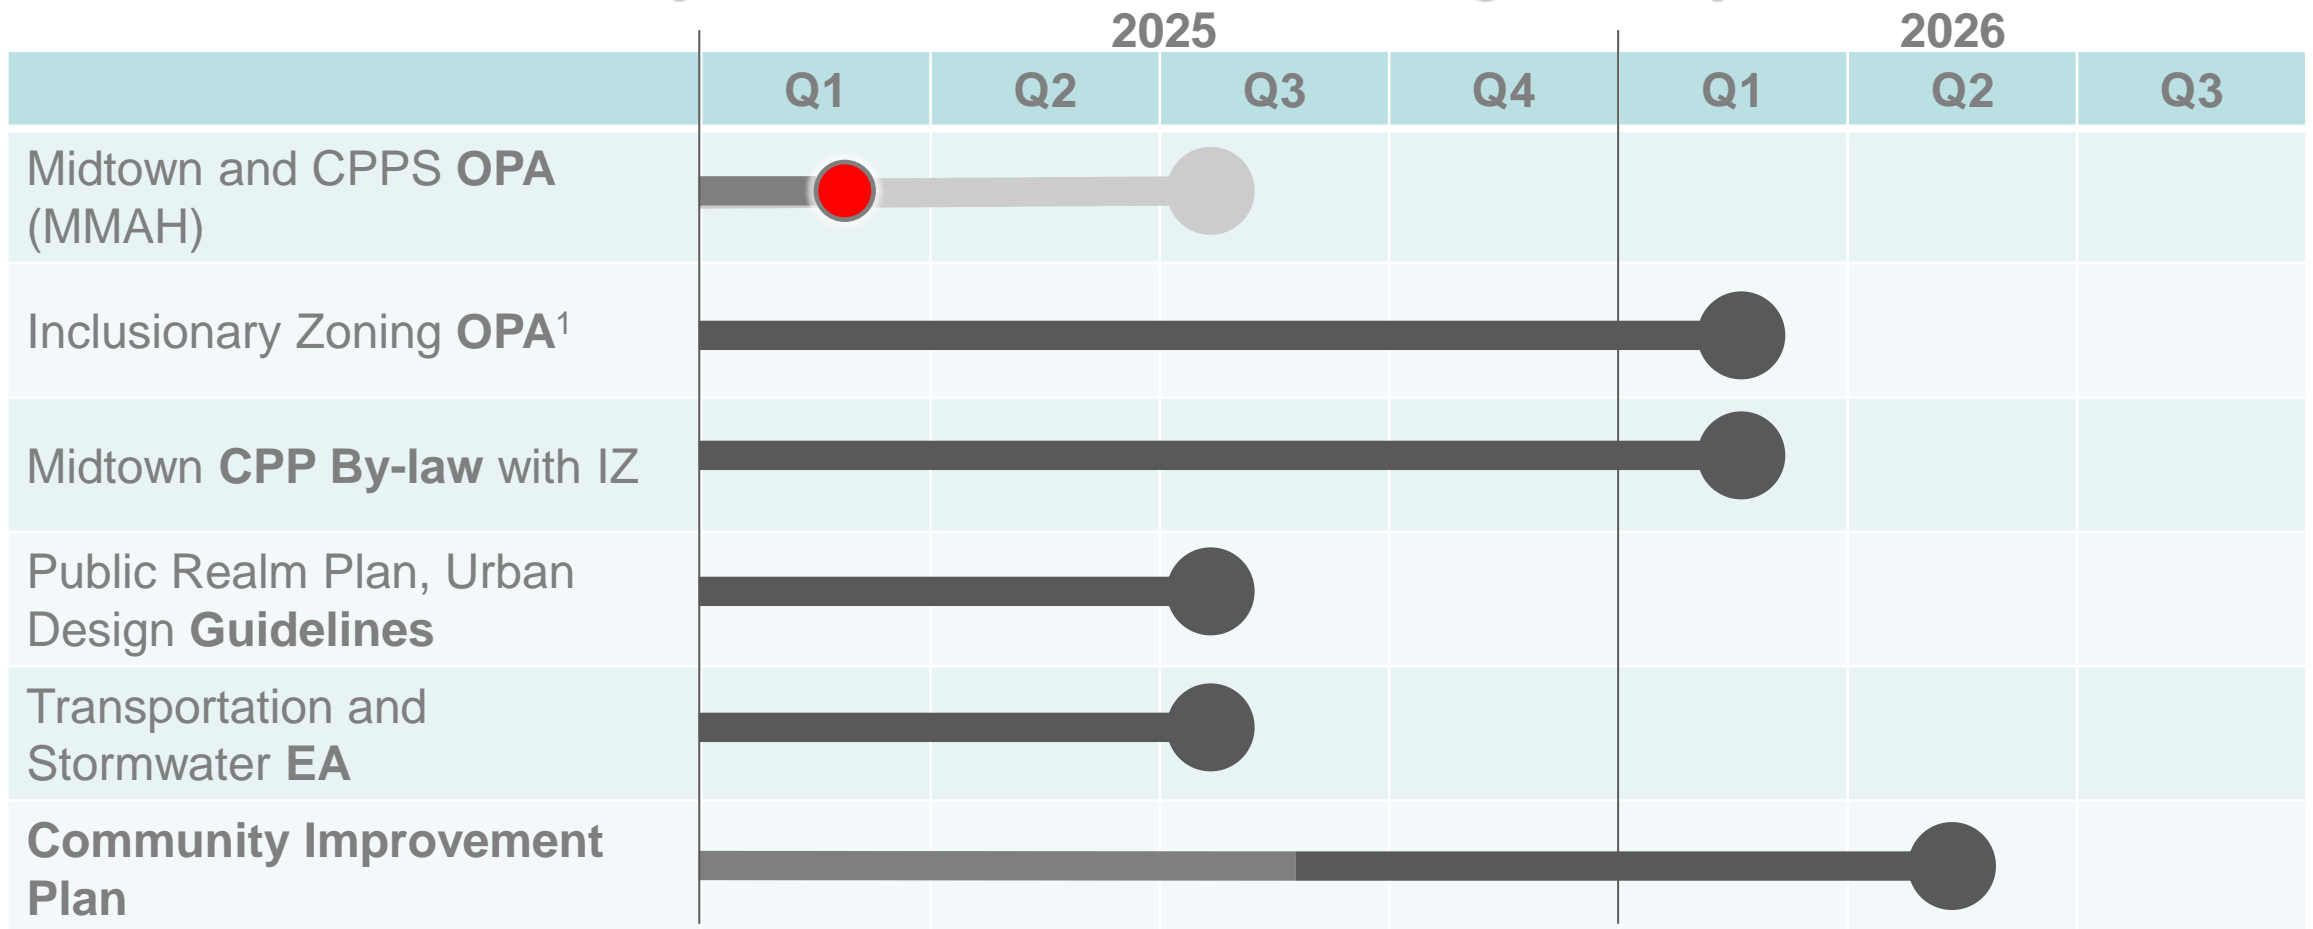 2025 2026
Q1 Q2 Q3 Q4 Q1 Q2 Q3
Midtown and CPPS OPA
(MMAH)
Inclusionary Zoning OPA¹
Midtown CPP By-law with IZ
Public Realm Plan, Urban
Design Guidelines
Transportation and
Stormwater EA
Community Improvement
Plan